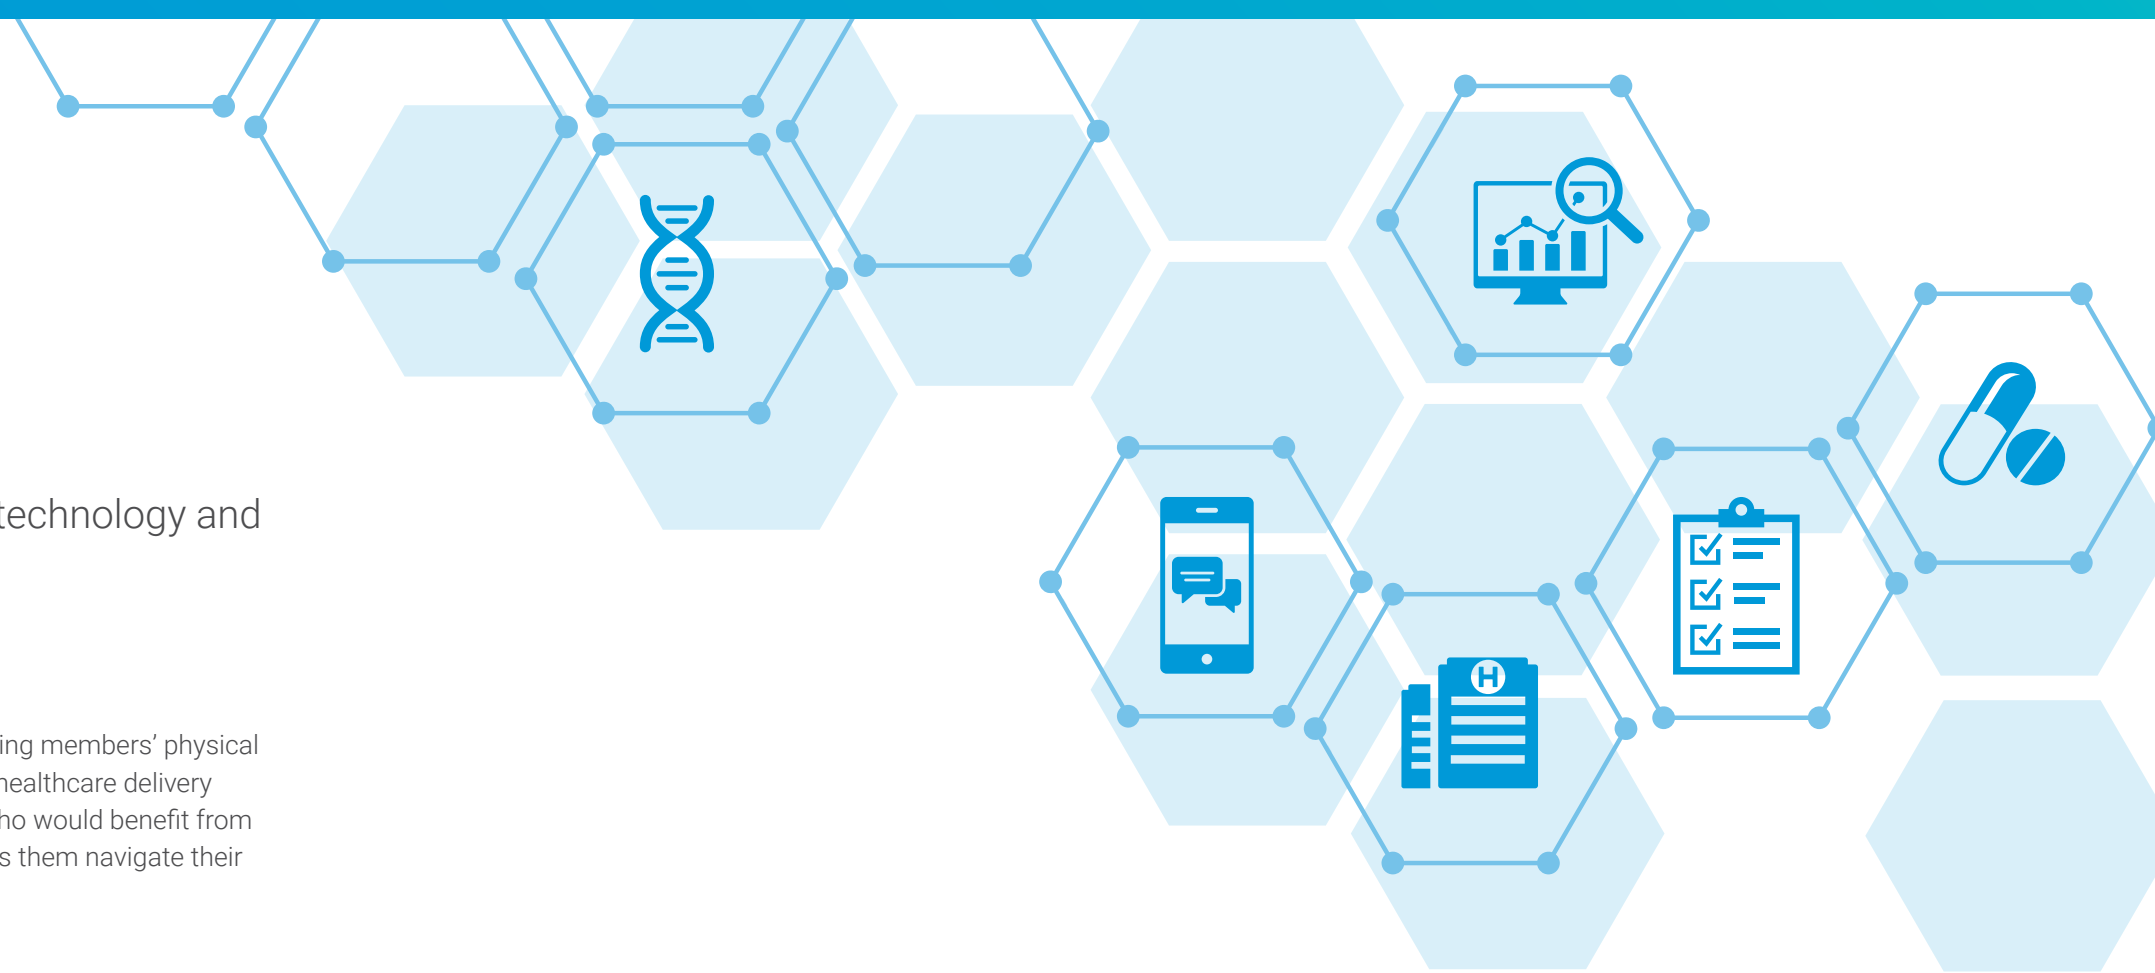 technology and
ing members’ physical
healthcare delivery
ho would benefit from
s them navigate their
H